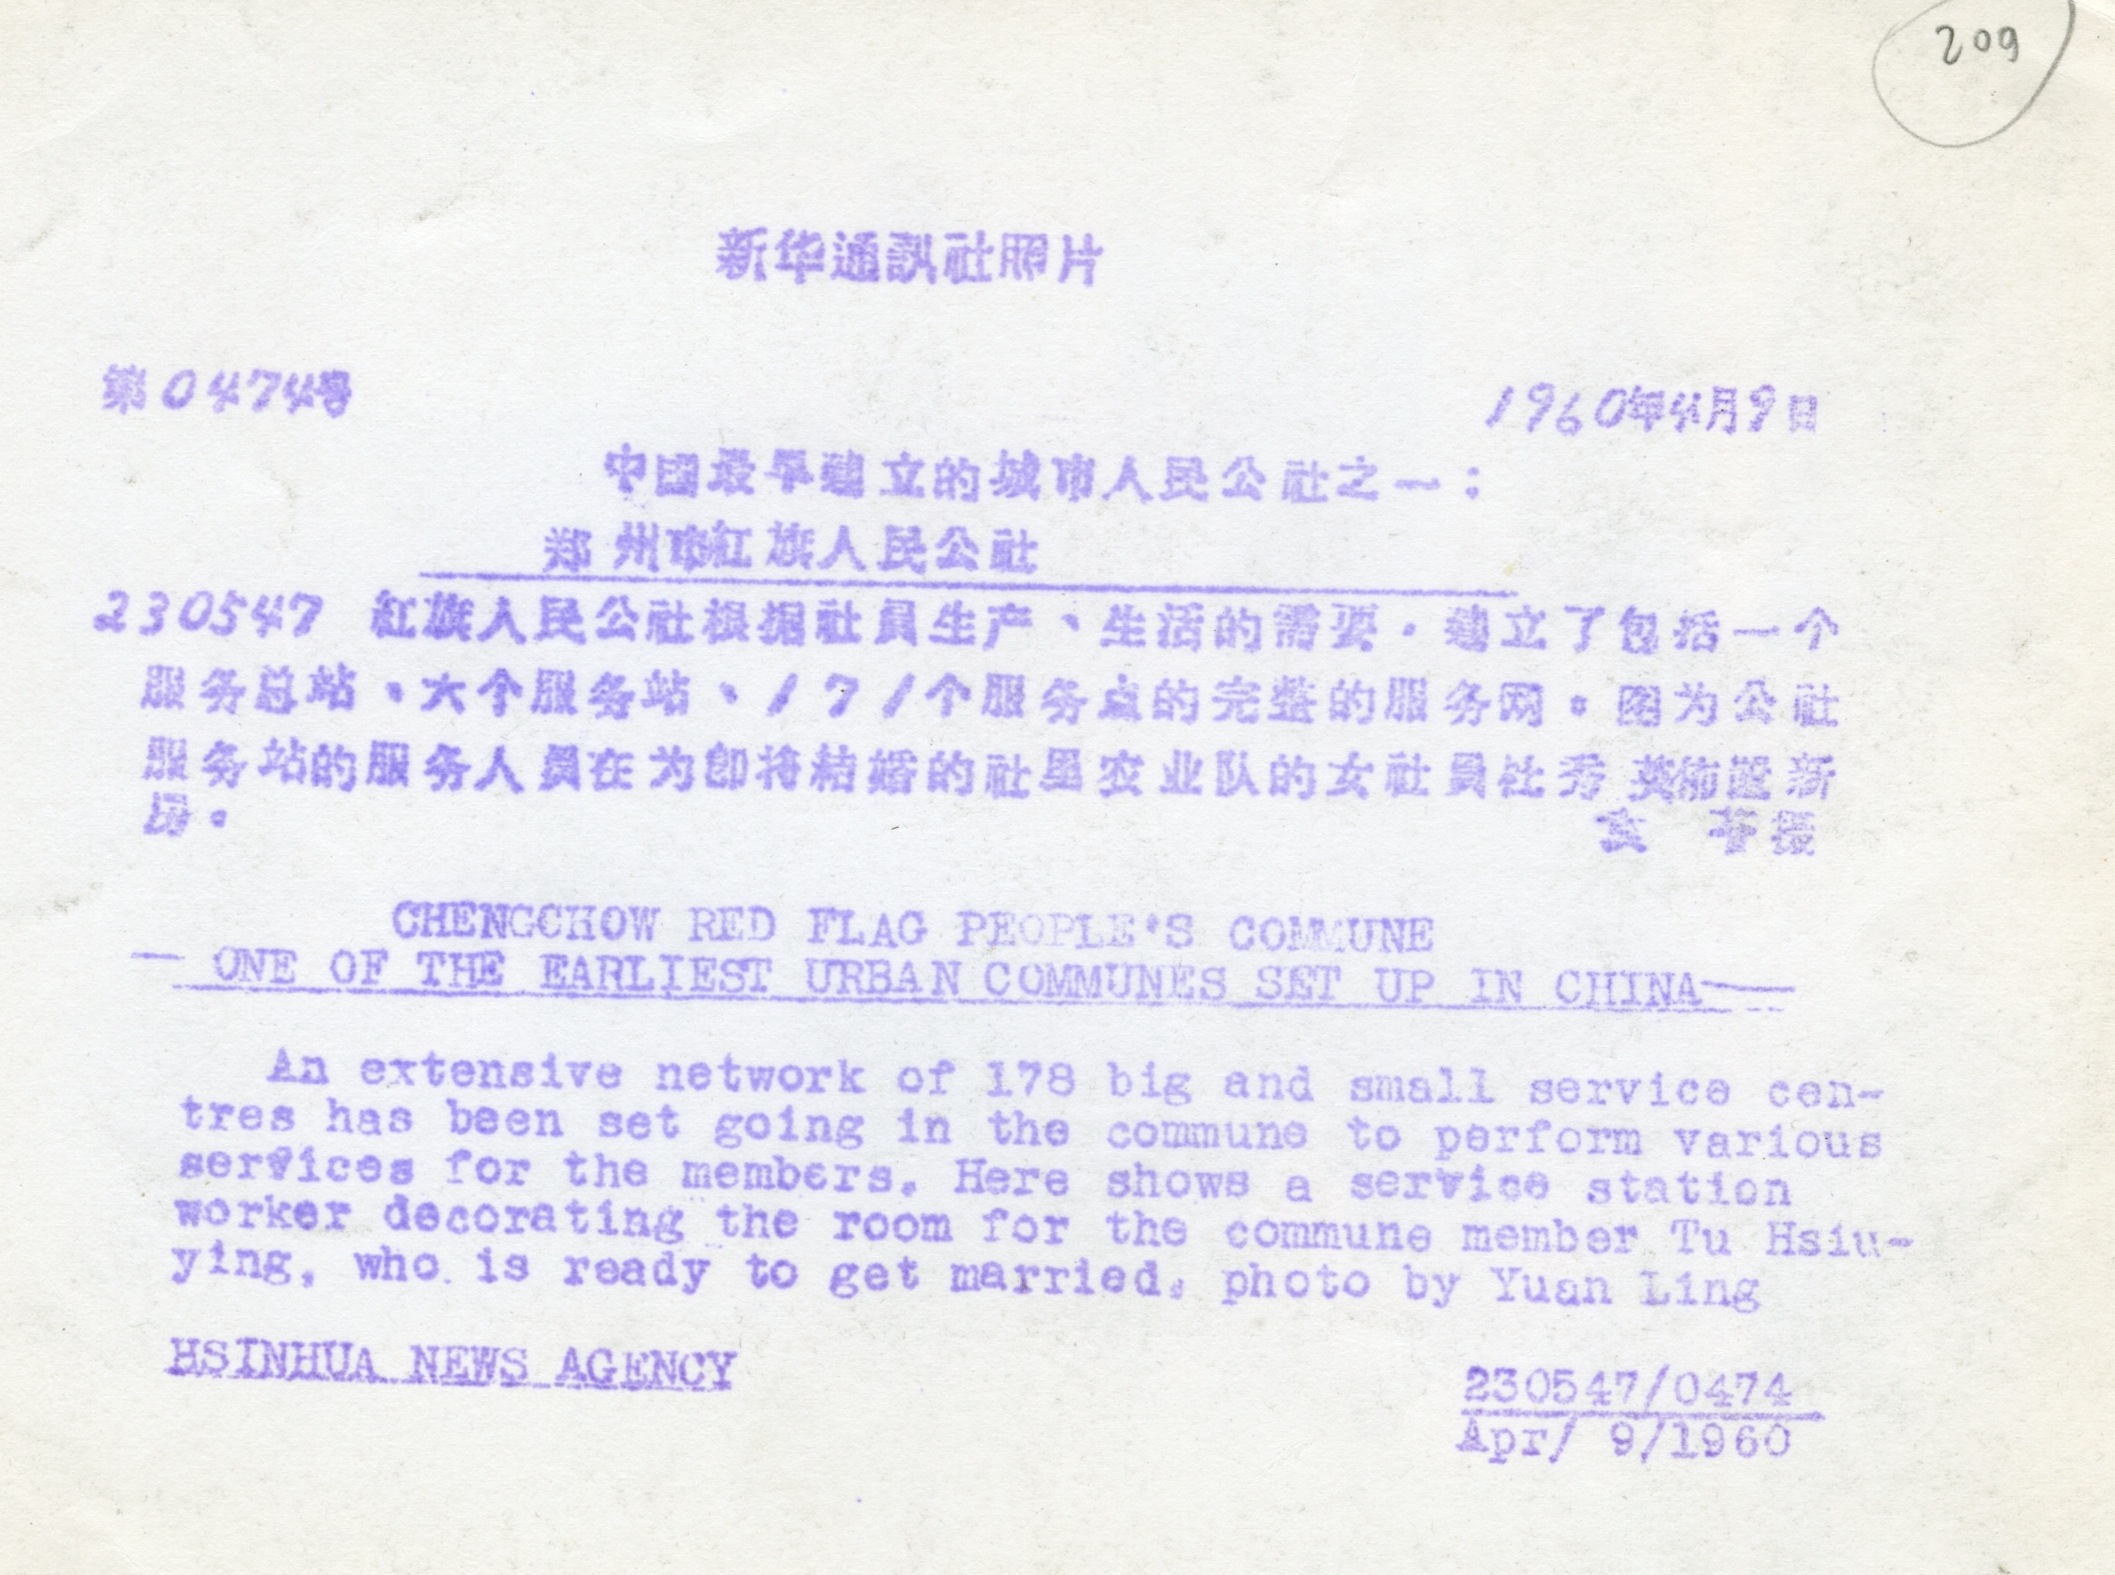 209
新华通訊社照片
第0474号
1960年4月9日
中國最早建立的城市人民公社之一：
郑州市紅旗人民公社
230547 紅旗人民公社根据社員生产、生活的需要·建立了包括一个
服务总站、六个服务站、171个服务点的完整的服务网。图为公社
服务站的服务人員在为即将結婚的社里农业队的女社員杜秀英佈置新
房。
袁 苓摄
CHENGCHOW RED FLAG PEOPLE'S COMMUNE
— ONE OF THE EARLIEST URBAN COMMUNES SET UP IN CHINA—
An extensive network of 178 big and small service cen-
tres has been set going in the commune to perform various
services for the members. Here shows a service station
worker decorating the room for the commune member Tu Hsiu-
ying, who is ready to get married. photo by Yuan Ling
HSINHUA NEWS AGENCY
230547/0474
Apr/ 9/1960